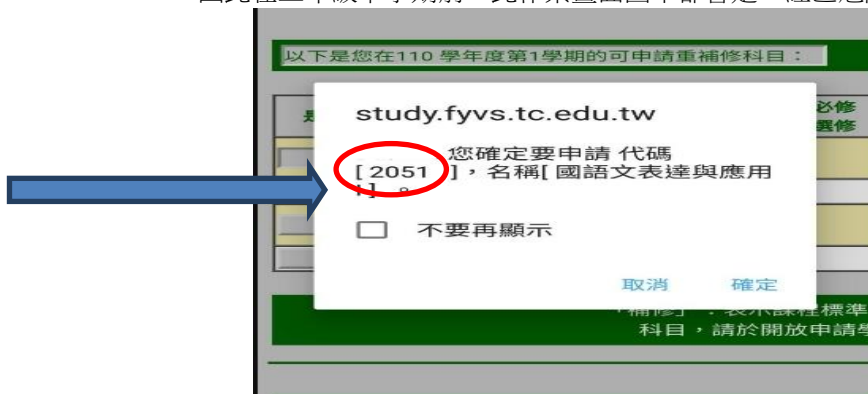 以下是您在110 學年度第1學期的可申請重補修科目：
必修
選修
study.fyvs.tc.edu.tw
您確定要申請 代碼
[ 2051 ]，名稱[ 國語文表達與應用
I] 。
不要再顯示
取消 確定
「補修」：表示課程標準
科目，請於開放申請學